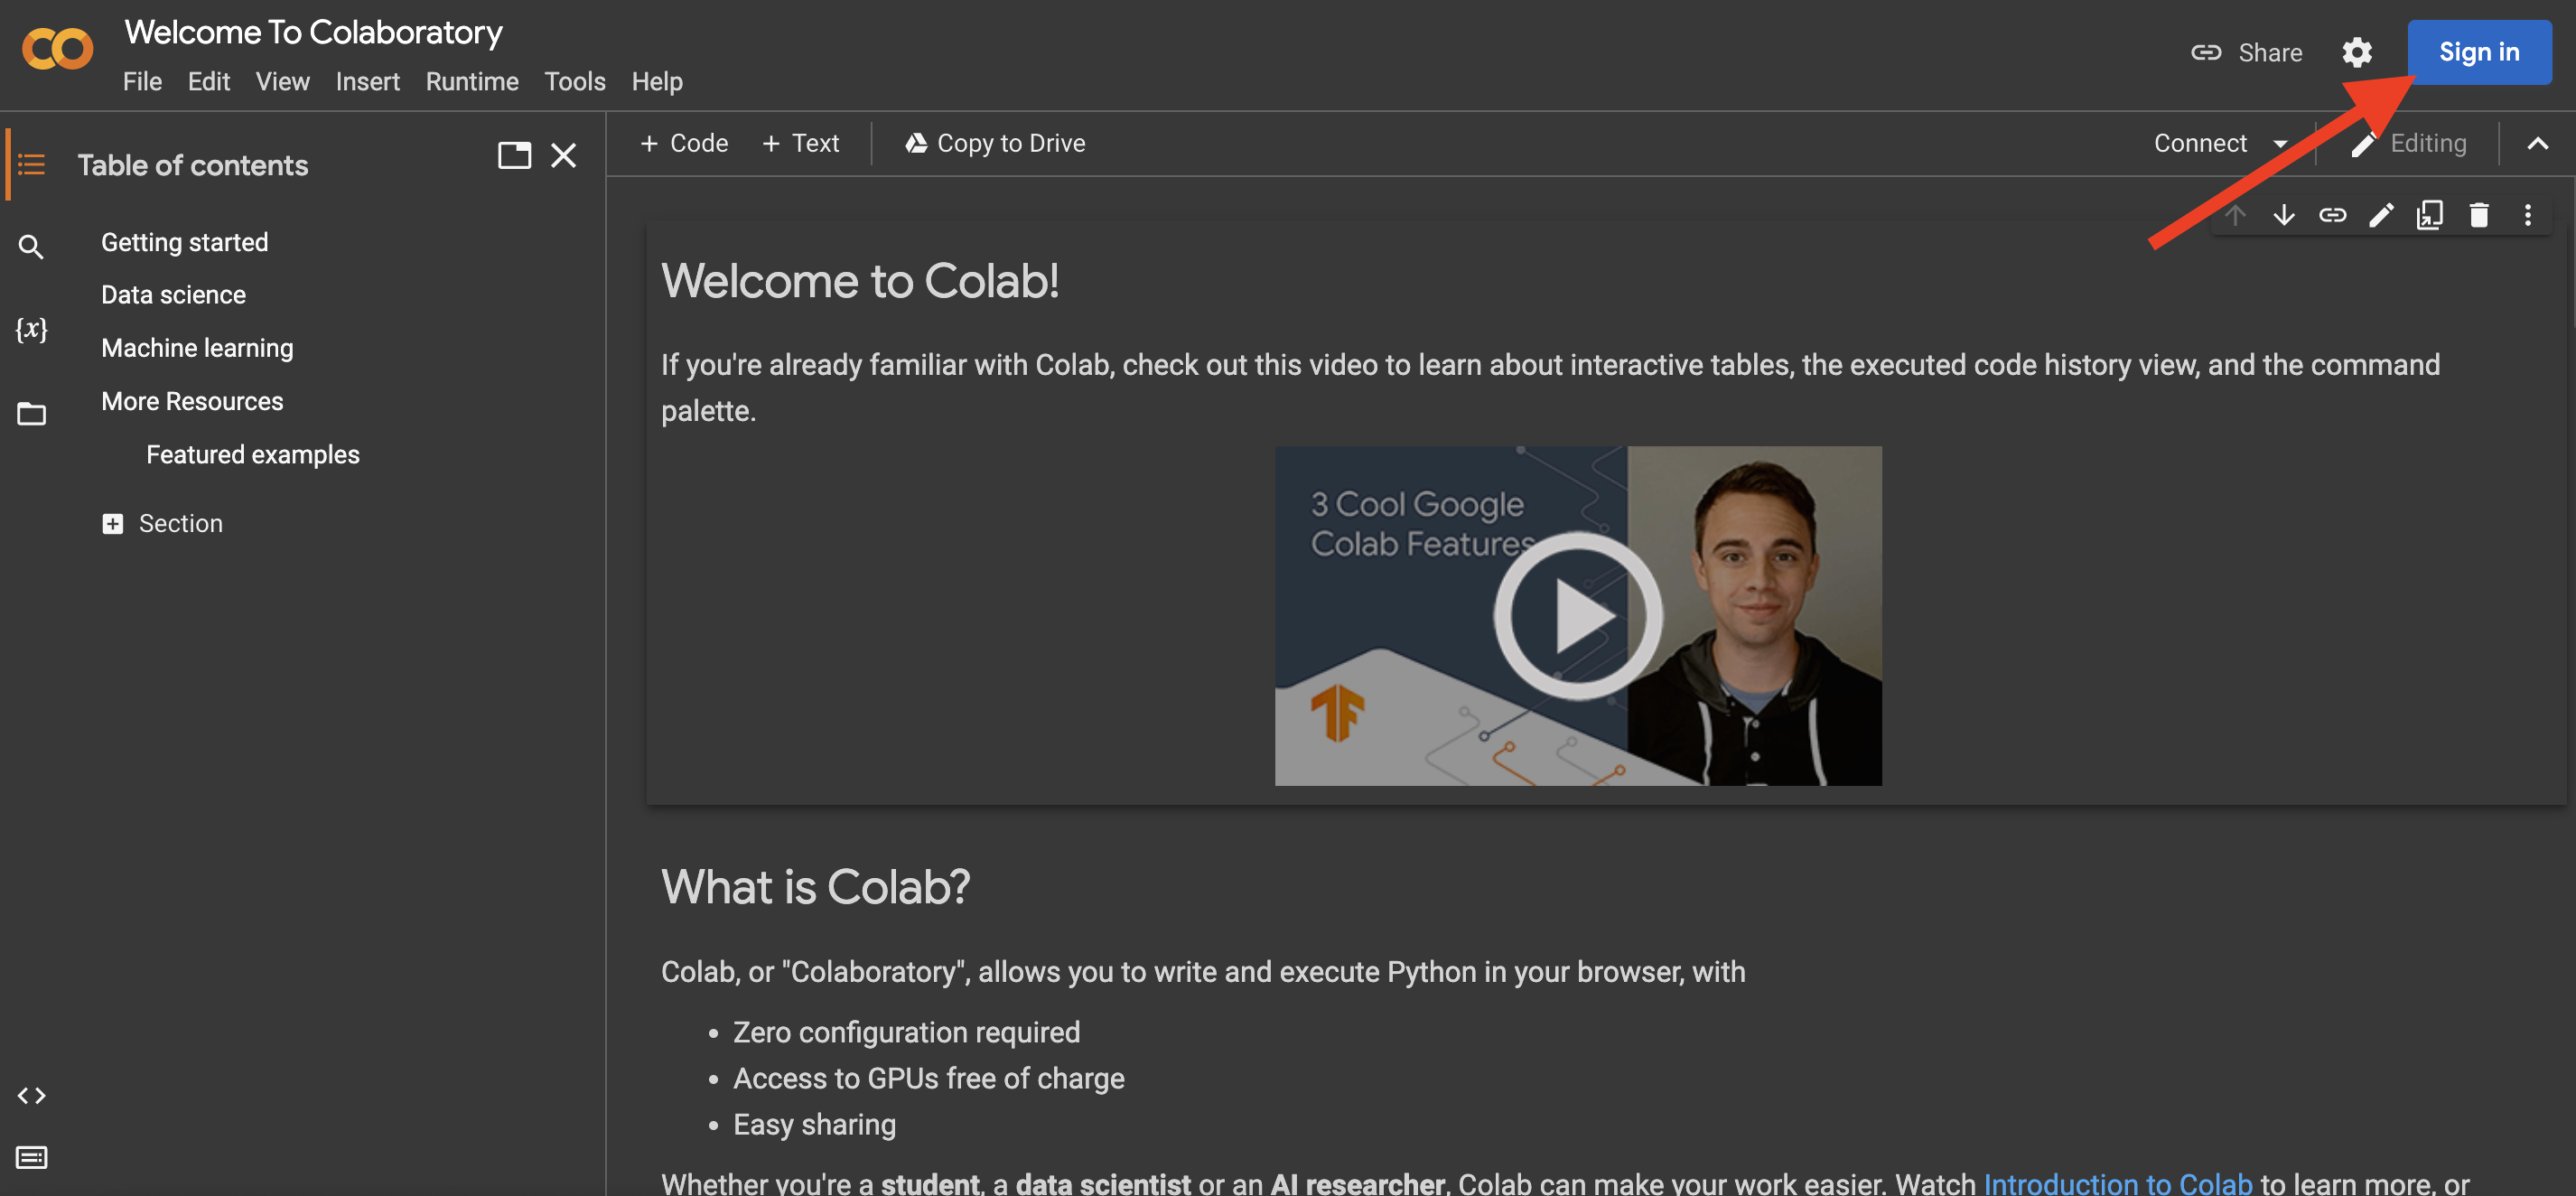 Welcome To Colaboratory
File Edit View Insert Runtime Tools Help
Share
Sign in
Table of contents
Getting started
Data science
Machine learning
More Resources
Featured examples
Section
+ Code + Text Copy to Drive
Connect
Editing
Welcome to Colab!
If you're already familiar with Colab, check out this video to learn about interactive tables, the executed code history view, and the command
palette.
3 Cool Google
Colab Features
What is Colab?
Colab, or "Colaboratory", allows you to write and execute Python in your browser, with
• Zero configuration required
• Access to GPUs free of charge
• Easy sharing
Whether you're a student, a data scientist or an AI researcher, Colab can make your work easier. Watch Introduction to Colab to learn more, or